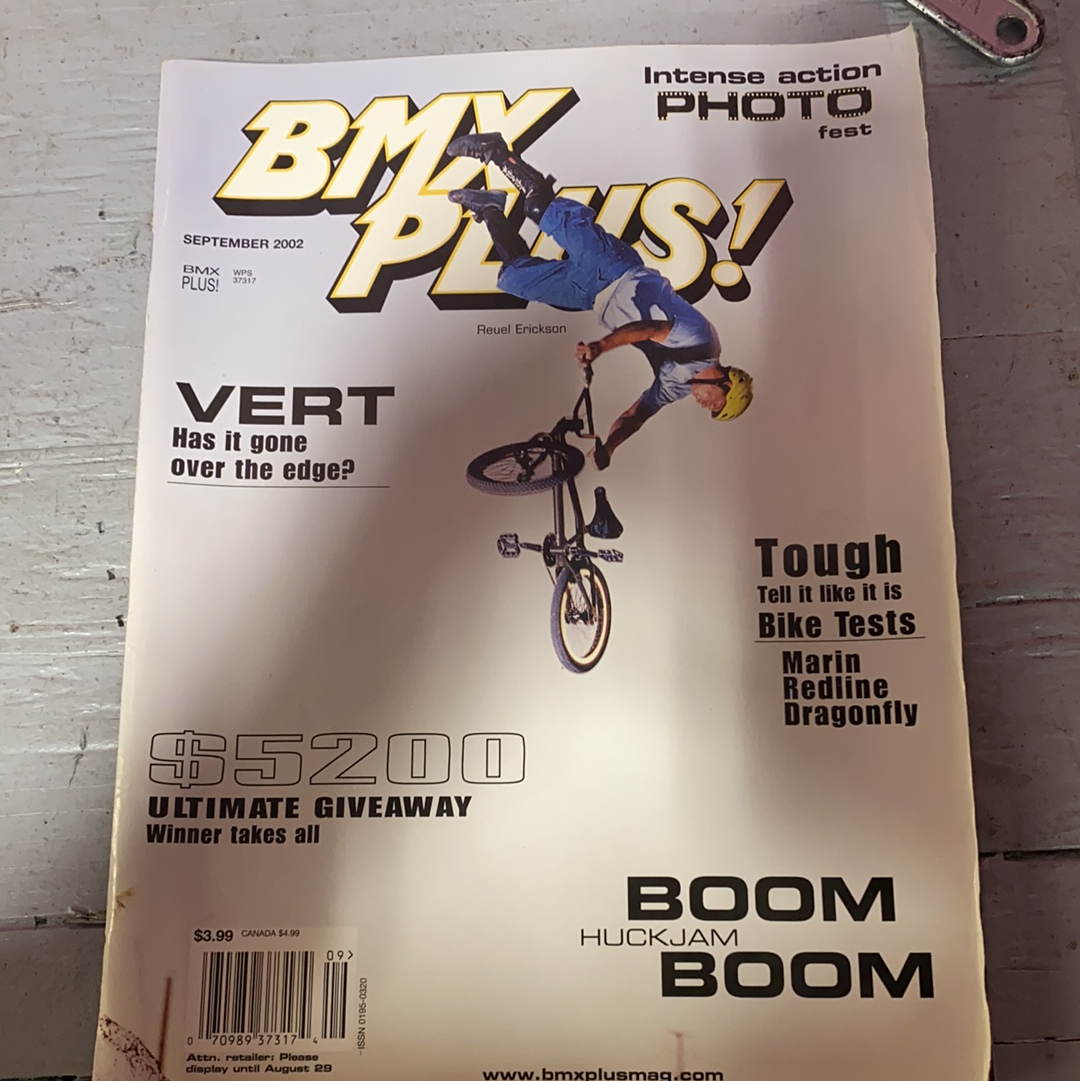 Intense action
PHOTO
fest
BMX
PLUS!
SEPTEMBER 2002
BMX
PLUS!
WPS
37317
Reuel Erickson
VERT
Has it gone
over the edge?
Tough
Tell it like it is
Bike Tests
Marin
Redline
Dragonfly
$5200
ULTIMATE GIVEAWAY
Winner takes all
BOOM
HUCKJAM
BOOM
$3.99 CANADA $4.99
09>
0 70989 37317 4
ISSN 0195-0320
Attn. retailer: Please
display until August 29
www.bmxplusmag.com